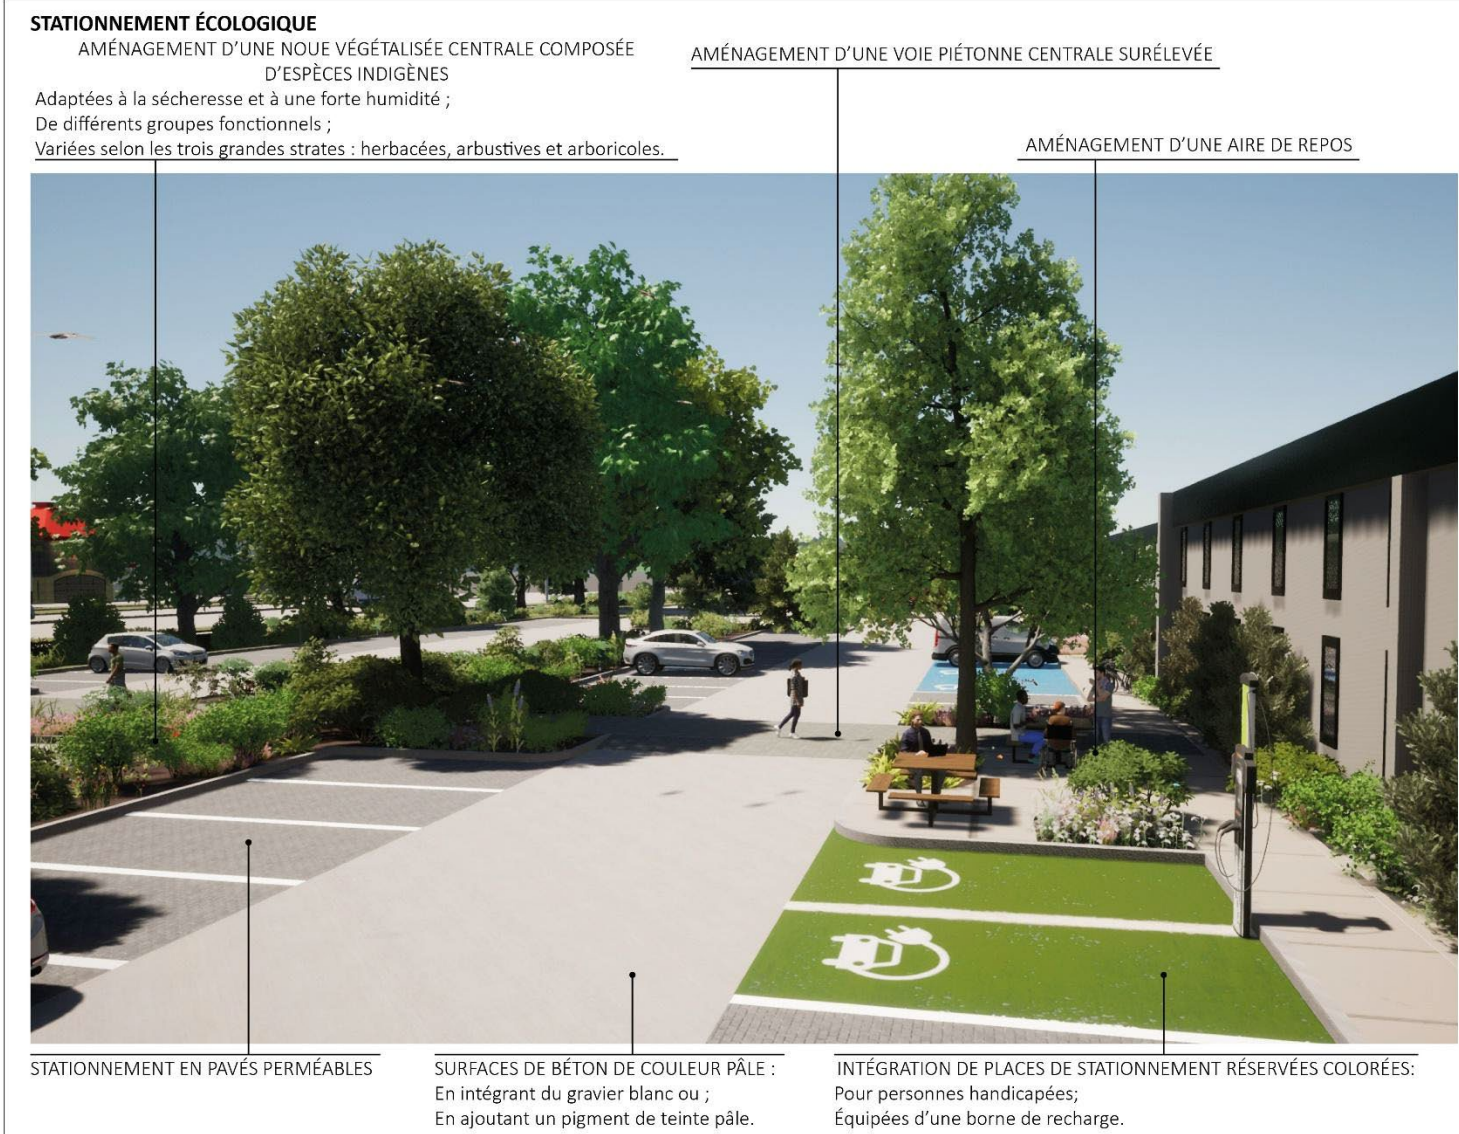 STATIONNEMENT ÉCOLOGIQUE
AMÉNAGEMENT D'UNE NOUE VÉGÉTALISÉE CENTRALE COMPOSÉE
D'ESPÈCES INDIGÈNES
Adaptées à la sécheresse et à une forte humidité ;
De différents groupes fonctionnels ;
Variées selon les trois grandes strates : herbacées, arbustives et arboricoles.
AMÉNAGEMENT D'UNE VOIE PIÉTONNE CENTRALE SURÉLEVÉE
AMÉNAGEMENT D'UNE AIRE DE REPOS
STATIONNEMENT EN PAVÉS PERMÉABLES
SURFACES DE BÉTON DE COULEUR PÂLE :
En intégrant du gravier blanc ou ;
En ajoutant un pigment de teinte pâle.
INTÉGRATION DE PLACES DE STATIONNEMENT RÉSERVÉES COLORÉES:
Pour personnes handicapées;
Équipées d'une borne de recharge.